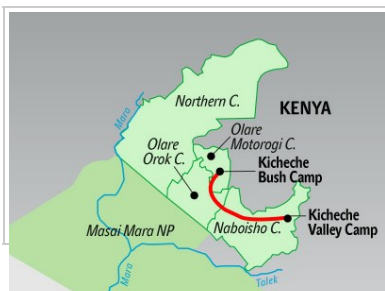 Northern C.
KENYA
Mara
Olare
Motorogi C.
Olare
Orok C.
Kicheche
Bush Camp
Kicheche
Valley Camp
Masai Mara NP
Naboisho C.
Mara
Talek